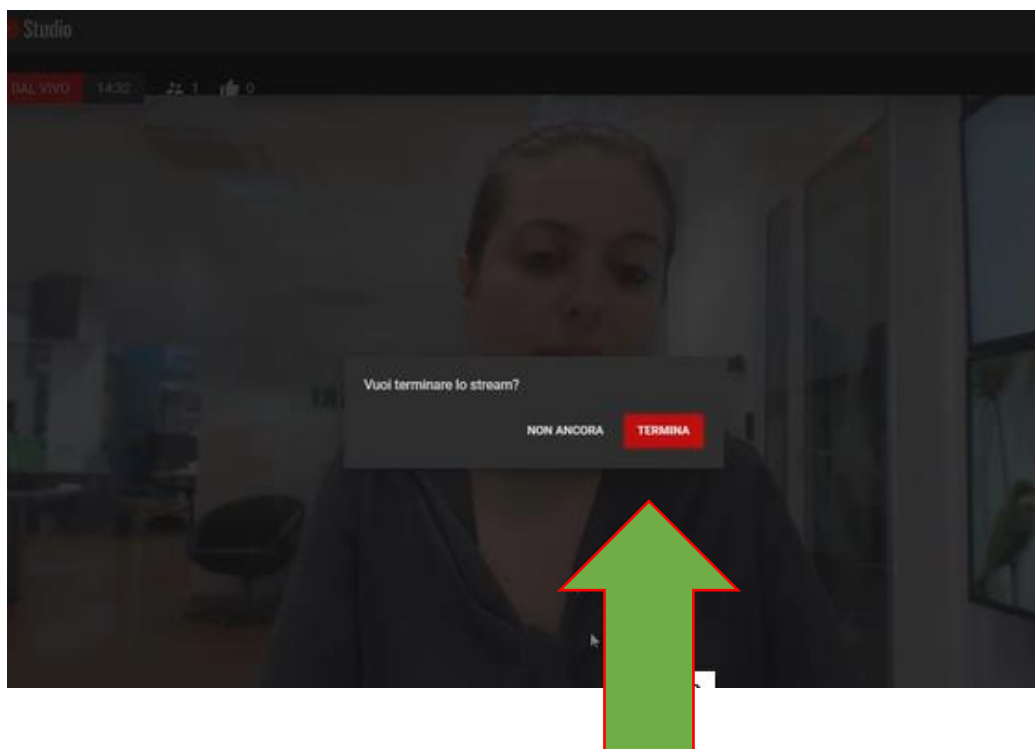 Studio
DAL VIVO 14:32 1 0
Vuoi terminare lo stream?
NON ANCORA TERMINA